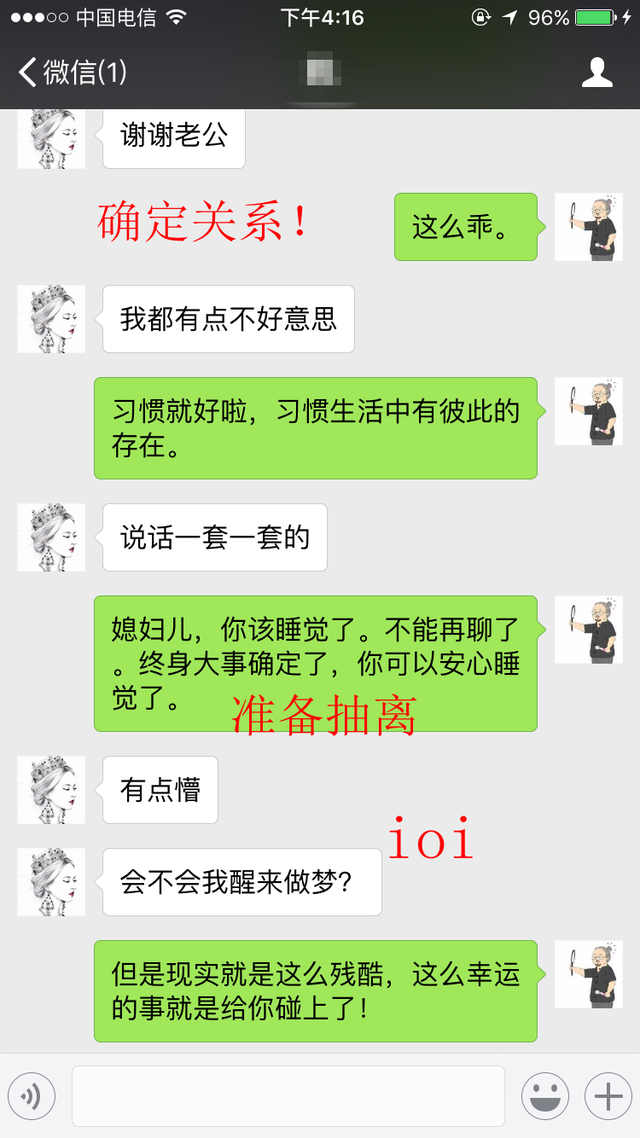 中国电信 下午4:16 96%
微信(1)
谢谢老公
确定关系！
这么乖。
我都有点不好意思
习惯就好啦，习惯生活中有彼此的
存在。
说话一套一套的
媳妇儿，你该睡觉了。不能再聊了
。终身大事确定了，你可以安心睡
觉了。
准备抽离
有点懵
ioi
会不会我醒来做梦？
但是现实就是这么残酷，这么幸运
的事就是给你碰上了！